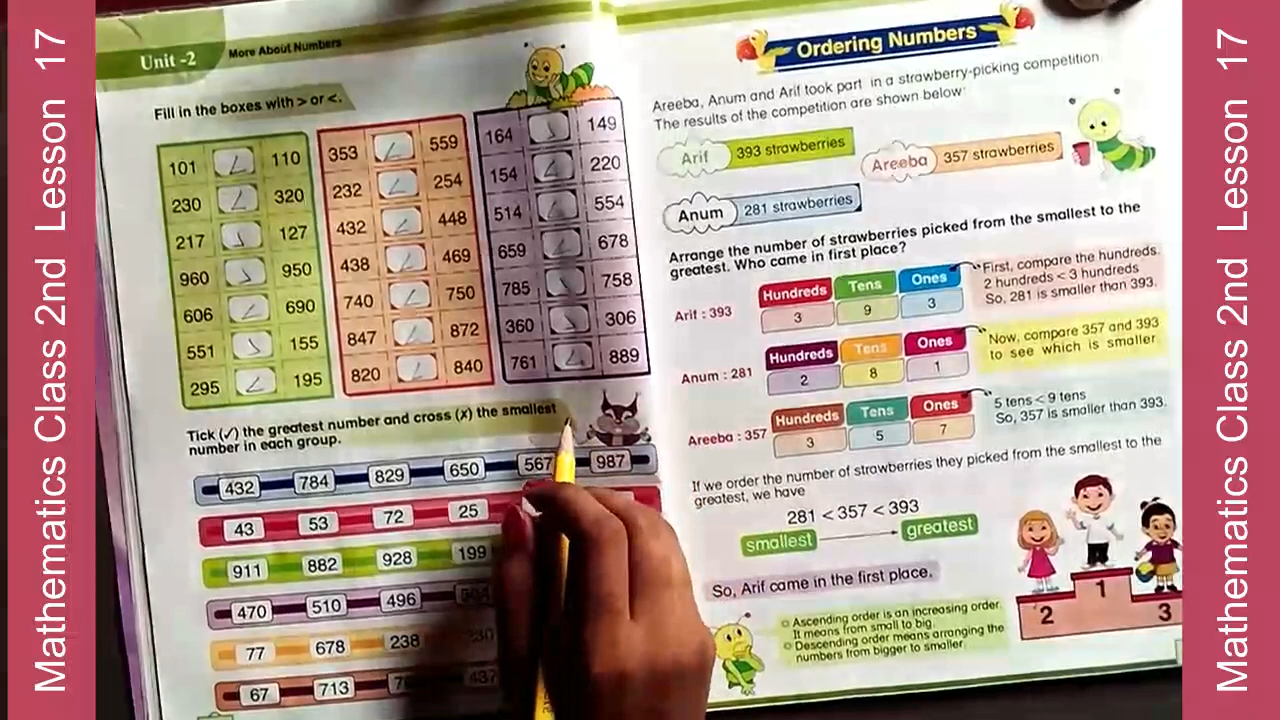 Mathematics Class 2nd Lesson 17
Unit -2
More About Numbers
Fill in the boxes with > or <.
101 < 110
230 < 320
217 > 127
960 > 950
606 < 690
551 > 155
295 < 195
353 < 559
232 < 254
432 < 448
438 < 469
740 < 750
847 < 872
820 < 840
164 > 149
154 < 220
514 < 554
659 < 678
785 > 758
360 > 306
761 < 889
Tick (✓) the greatest number and cross (x) the smallest
number in each group.
432 784 829 650 567 987
43 53 72 25
911 882 928 199
470 510 496
77 678 238
67 713
Ordering Numbers
Areeba, Anum and Arif took part in a strawberry-picking competition
The results of the competition are shown below:
Arif 393 strawberries
Areeba 357 strawberries
Anum 281 strawberries
Arrange the number of strawberries picked from the smallest to the
greatest. Who came in first place?
Arif : 393
Hundreds Tens Ones
3 9 3
First, compare the hundreds.
2 hundreds < 3 hundreds
So, 281 is smaller than 393.
Anum : 281
Hundreds Tens Ones
2 8 1
Now, compare 357 and 393
to see which is smaller
Areeba : 357
Hundreds Tens Ones
3 5 7
5 tens < 9 tens
So, 357 is smaller than 393.
If we order the number of strawberries they picked from the smallest to the
greatest, we have
281 < 357 < 393
smallest greatest
So, Arif came in the first place.
2 1 3
Ascending order is an increasing order.
It means from small to big.
Descending order means arranging the
numbers from bigger to smaller
Mathematics Class 2nd Lesson 17